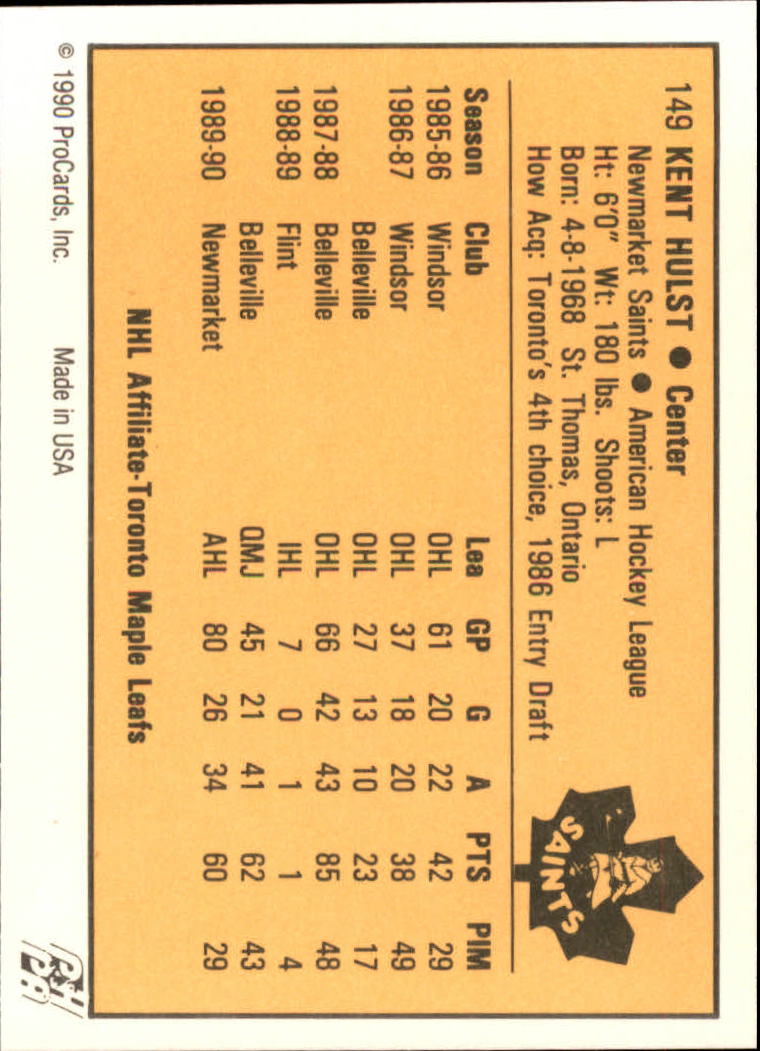 149 KENT HULST ● Center
Newmarket Saints ● American Hockey League
Ht: 6'0" Wt: 180 lbs. Shoots: L
Born: 4-8-1968 St. Thomas, Ontario
How Acq: Toronto's 4th choice, 1986 Entry Draft
SAINTS
Season Club Lea GP G A PTS PIM
1985-86 Windsor OHL 61 20 22 42 29
1986-87 Windsor OHL 37 18 20 38 49
Belleville OHL 27 13 10 23 17
1987-88 Belleville OHL 66 42 43 85 48
1988-89 Flint IHL 7 0 1 1 4
Belleville QMJ 45 21 41 62 43
1989-90 Newmarket AHL 80 26 34 60 29
NHL Affiliate-Toronto Maple Leafs
© 1990 ProCards, Inc. Made in USA